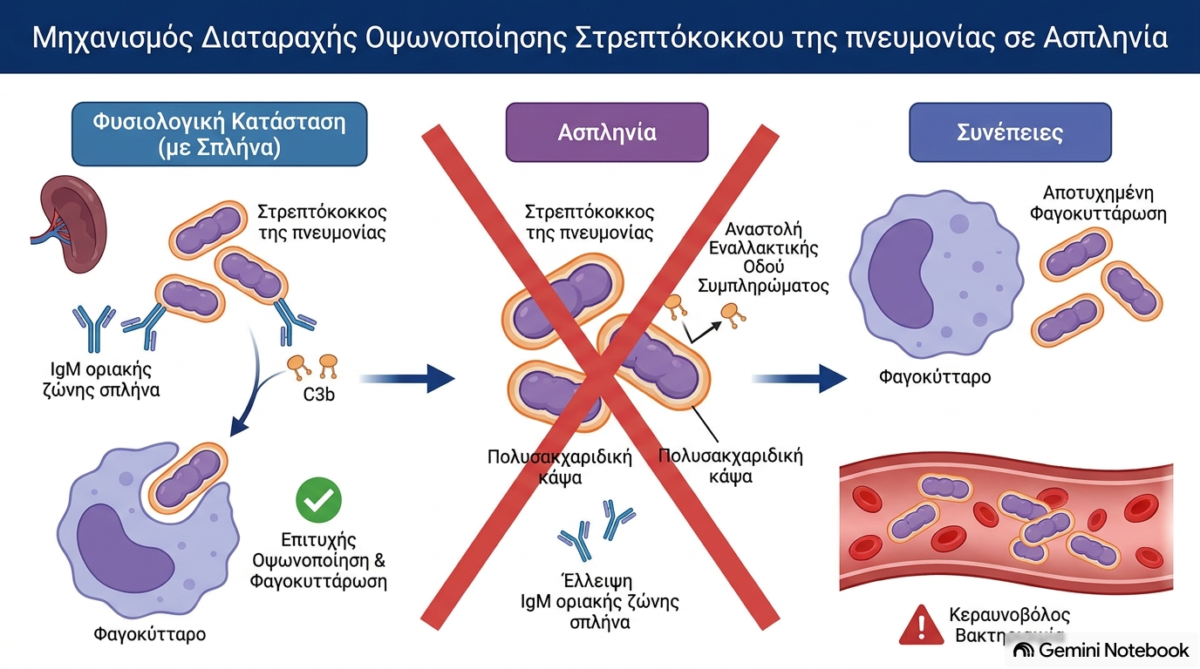 Μηχανισμός Διαταραχής Οψωνοποίησης Στρεπτόκοκκου της πνευμονίας σε Ασπληνία
Φυσιολογική Κατάσταση
(με Σπλήνα)
Στρεπτόκοκκος
της πνευμονίας
IgM οριακής
ζώνης σπλήνα
C3b
Επιτυχής
Οψωνοποίηση &
Φαγοκυττάρωση
Φαγοκύτταρο
Ασπληνία
Στρεπτόκοκκος
της πνευμονίας
Αναστολή
Εναλλακτικής
Οδού
Συμπληρώματος
Πολυσακχαριδική
κάψα
Πολυσακχαριδική
κάψα
Έλλειψη
IgM οριακής ζώνης
σπλήνα
Συνέπειες
Αποτυχημένη
Φαγοκυττάρωση
Φαγοκύτταρο
Κεραυνοβόλος
Gemini Notebook